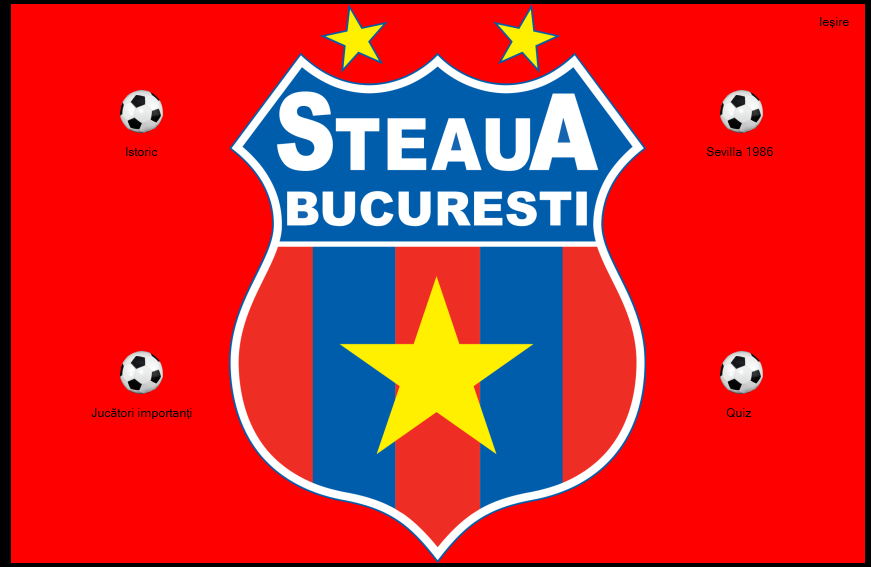 Ieșire
STEAUA
BUCURESTI
Istoric
Sevilla 1986
Jucători importanți
Quiz